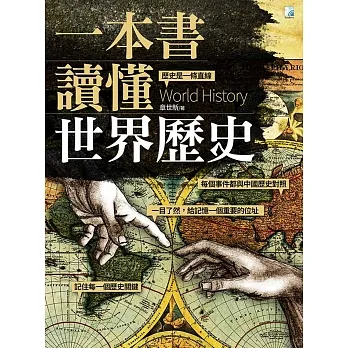 一本書
讀懂
歷史是一條直線
World History
章世勛/著
世界歷史
每個事件都與中國歷史對照
一目了然，給記憶一個重要的位址
記住每一個歷史關鍵